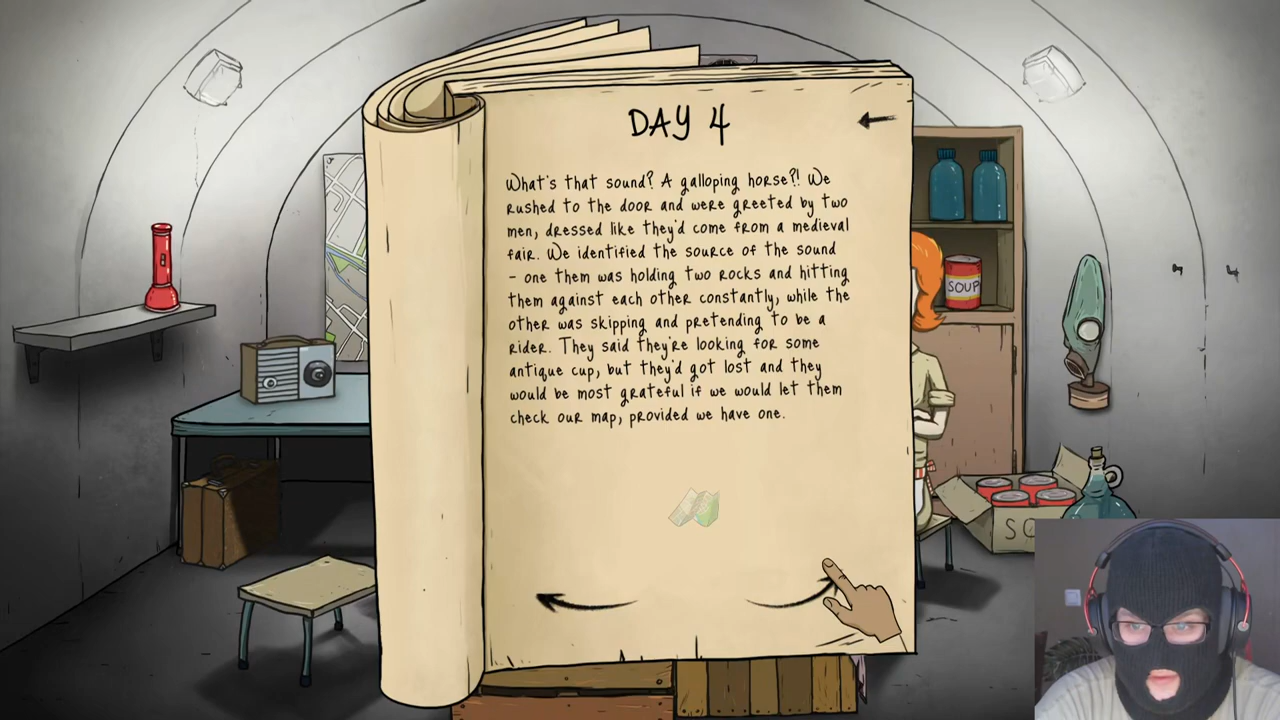 DAY 4
What's that sound? A galloping horse?! We
rushed to the door and were greeted by two
men, dressed like they'd come from a medieval
fair. We identified the source of the sound
- one them was holding two rocks and hitting
them against each other constantly, while the
other was skipping and pretending to be a
rider. They said they're looking for some
antique cup, but they'd got lost and they
would be most grateful if we would let them
check our map, provided we have one.
SOUP
SO